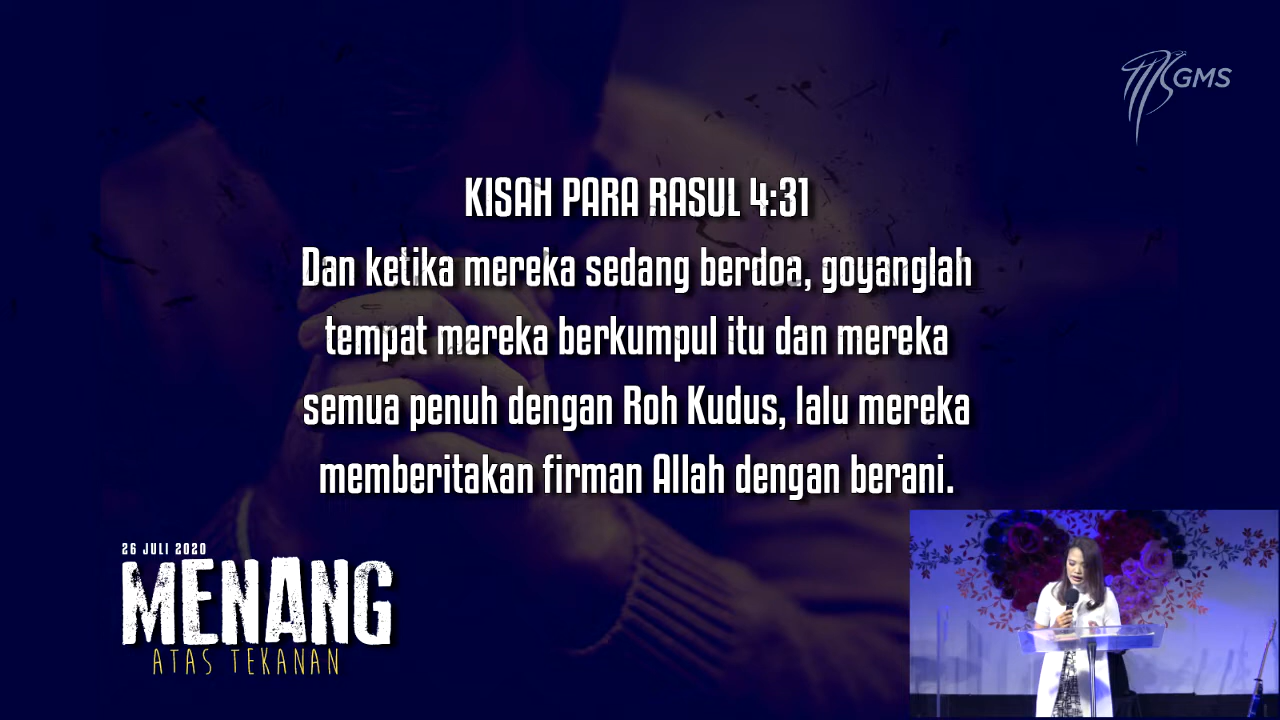 GMS
KISAH PARA RASUL 4:31
Dan ketika mereka sedang berdoa, goyanglah
tempat mereka berkumpul itu dan mereka
semua penuh dengan Roh Kudus, lalu mereka
memberitakan firman Allah dengan berani.
26 JULI 2020
MENANG
ATAS TEKANAN